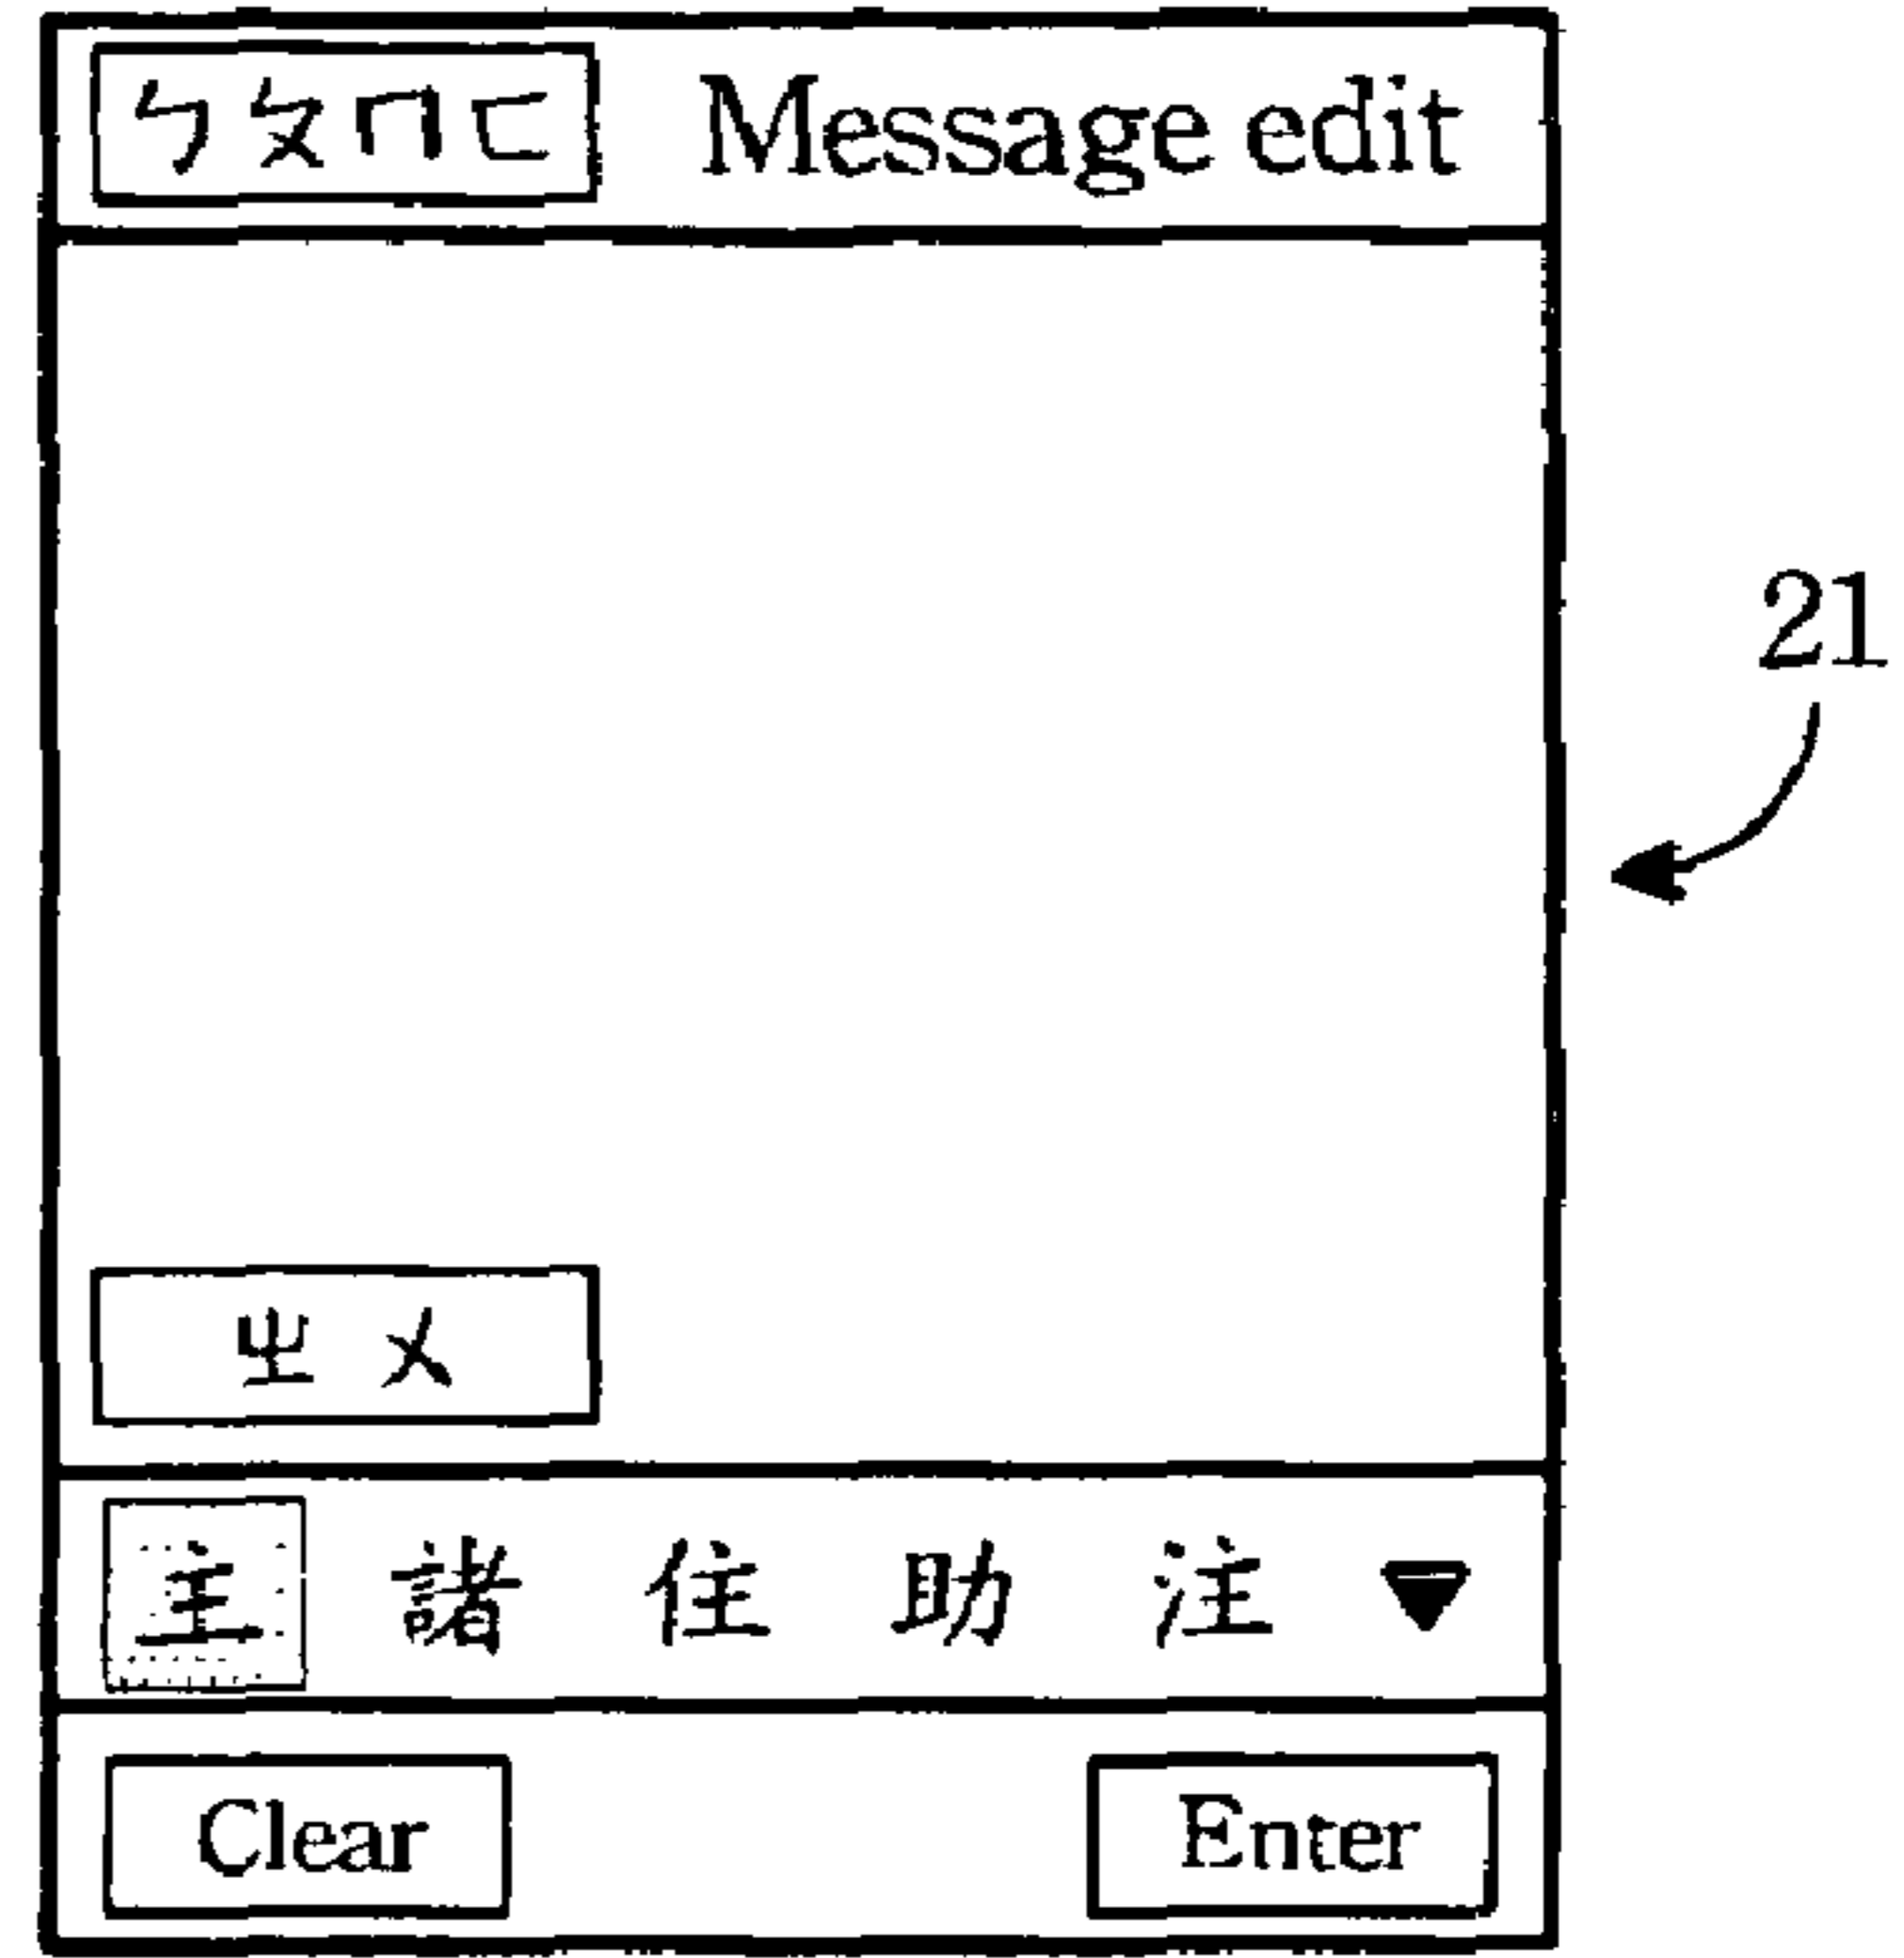 ㄅㄆㄇㄈ Message edit
21
ㄓㄨ
主 諸 住 助 注 ▼
Clear Enter